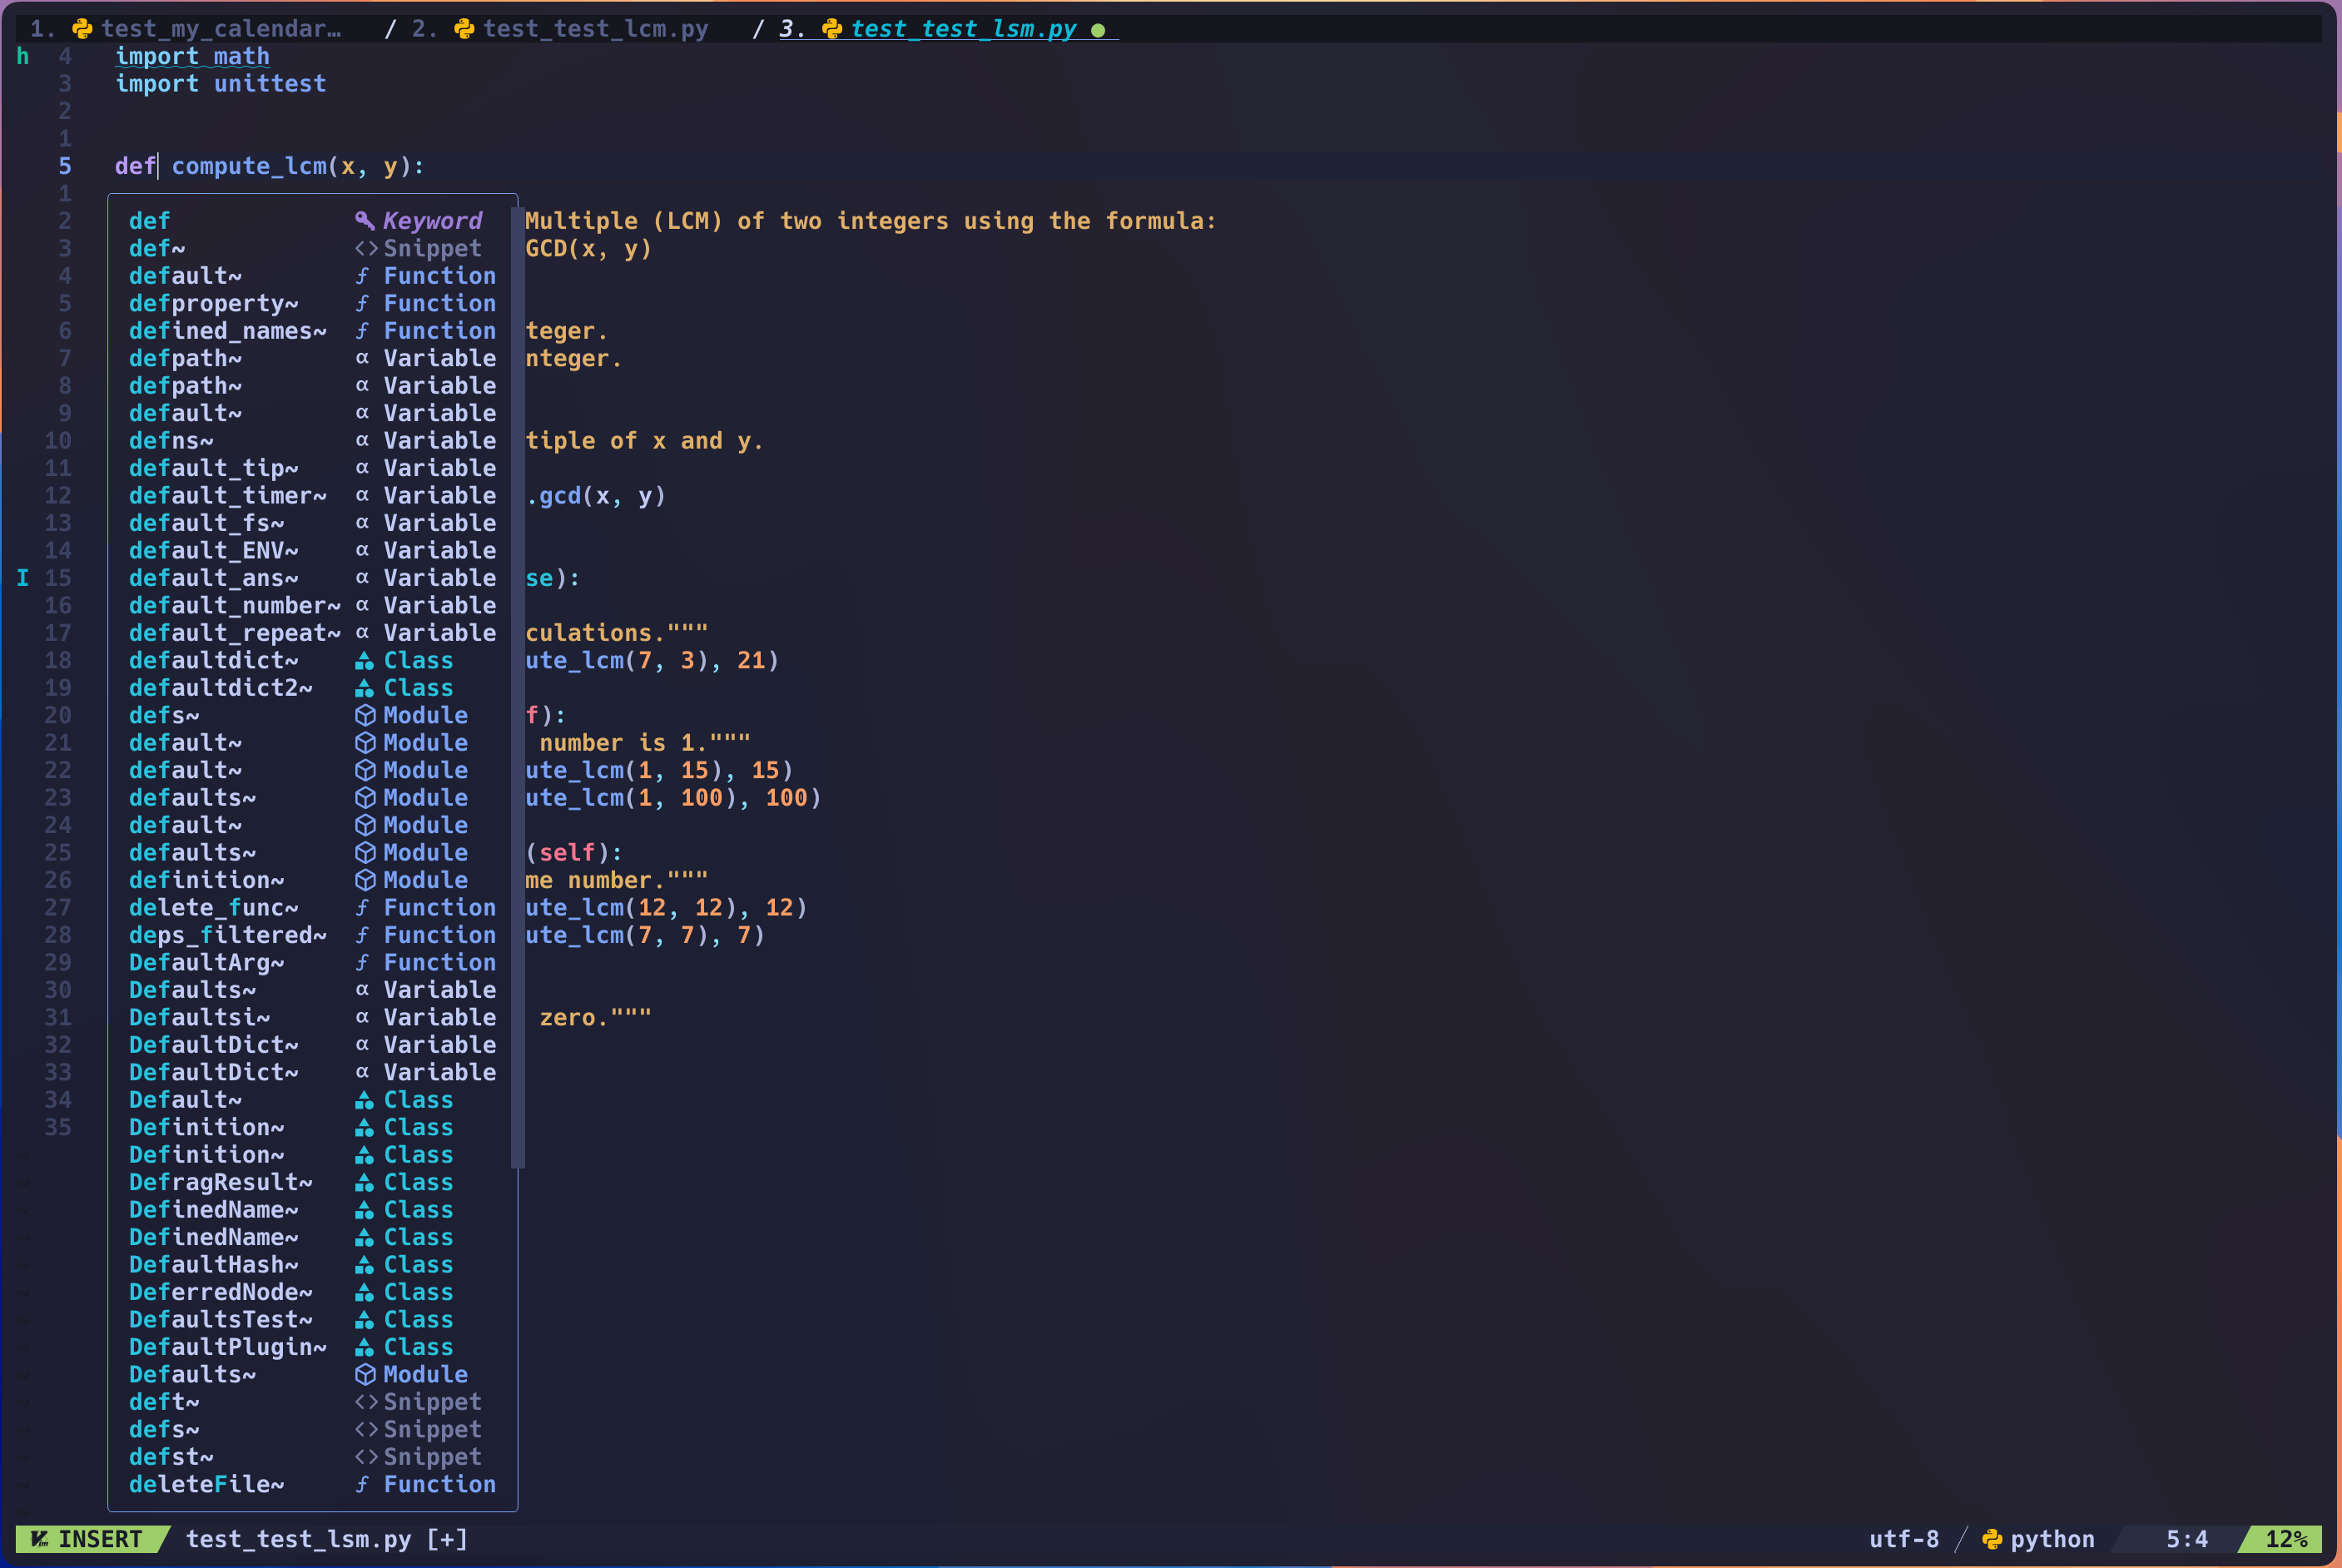 1. test_my_calendar… / 2. test_test_lcm.py / 3. test_test_lsm.py ●
h 4 import math
3 import unittest
2
1
5 def compute_lcm(x, y):
1
2 def Keyword Multiple (LCM) of two integers using the formula:
3 def~ Snippet GCD(x, y)
4 default~ Function
5 defproperty~ Function
6 defined_names~ Function teger.
7 defpath~ Variable nteger.
8 defpath~ Variable
9 default~ Variable
10 defns~ Variable tiple of x and y.
11 default_tip~ Variable
12 default_timer~ Variable .gcd(x, y)
13 default_fs~ Variable
14 default_ENV~ Variable
I 15 default_ans~ Variable se):
16 default_number~ Variable
17 default_repeat~ Variable culations."""
18 defaultdict~ Class ute_lcm(7, 3), 21)
19 defaultdict2~ Class
20 defs~ Module f):
21 default~ Module number is 1."""
22 default~ Module ute_lcm(1, 15), 15)
23 defaults~ Module ute_lcm(1, 100), 100)
24 default~ Module
25 defaults~ Module (self):
26 definition~ Module me number."""
27 delete_func~ Function ute_lcm(12, 12), 12)
28 deps_filtered~ Function ute_lcm(7, 7), 7)
29 DefaultArg~ Function
30 Defaults~ Variable
31 Defaultsi~ Variable zero."""
32 DefaultDict~ Variable
33 DefaultDict~ Variable
34 Default~ Class
35 Definition~ Class
~ Definition~ Class
~ DefragResult~ Class
~ DefinedName~ Class
~ DefinedName~ Class
~ DefaultHash~ Class
~ DeferredNode~ Class
~ DefaultsTest~ Class
~ DefaultPlugin~ Class
~ Defaults~ Module
~ deft~ Snippet
~ defs~ Snippet
~ defst~ Snippet
~ deleteFile~ Function
~
INSERT test_test_lsm.py [+] utf-8 / python 5:4 12%